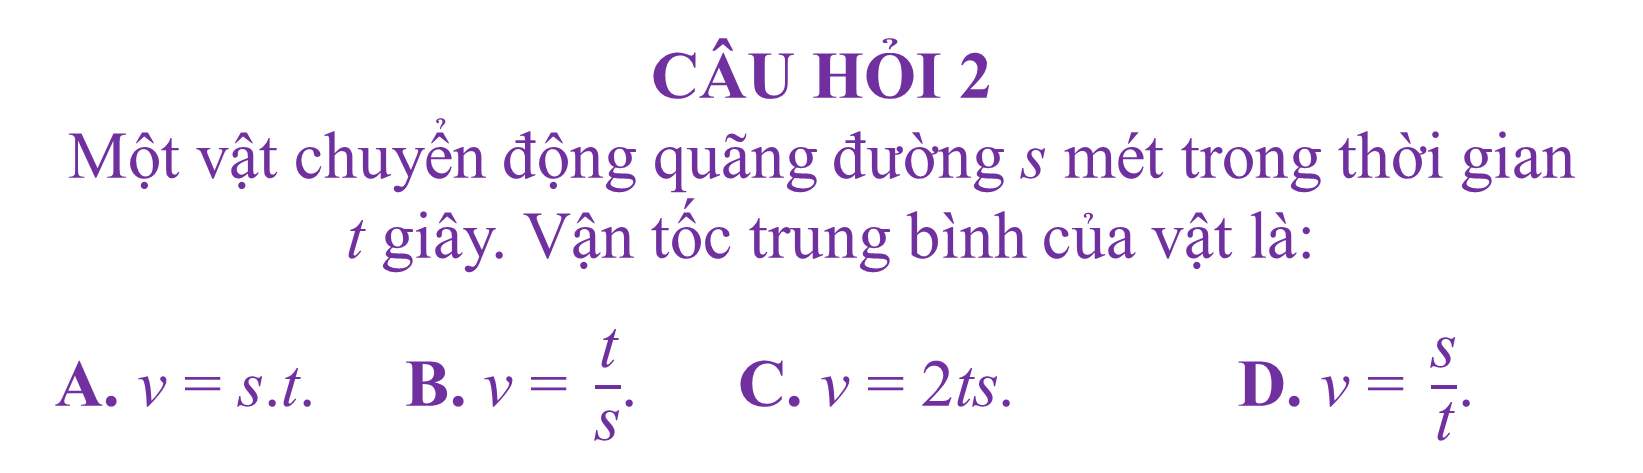 CÂU HỎI 2
Một vật chuyển động quãng đường s mét trong thời gian
t giây. Vận tốc trung bình của vật là:
A. v = s.t. B. v = t/s. C. v = 2ts. D. v = s/t.